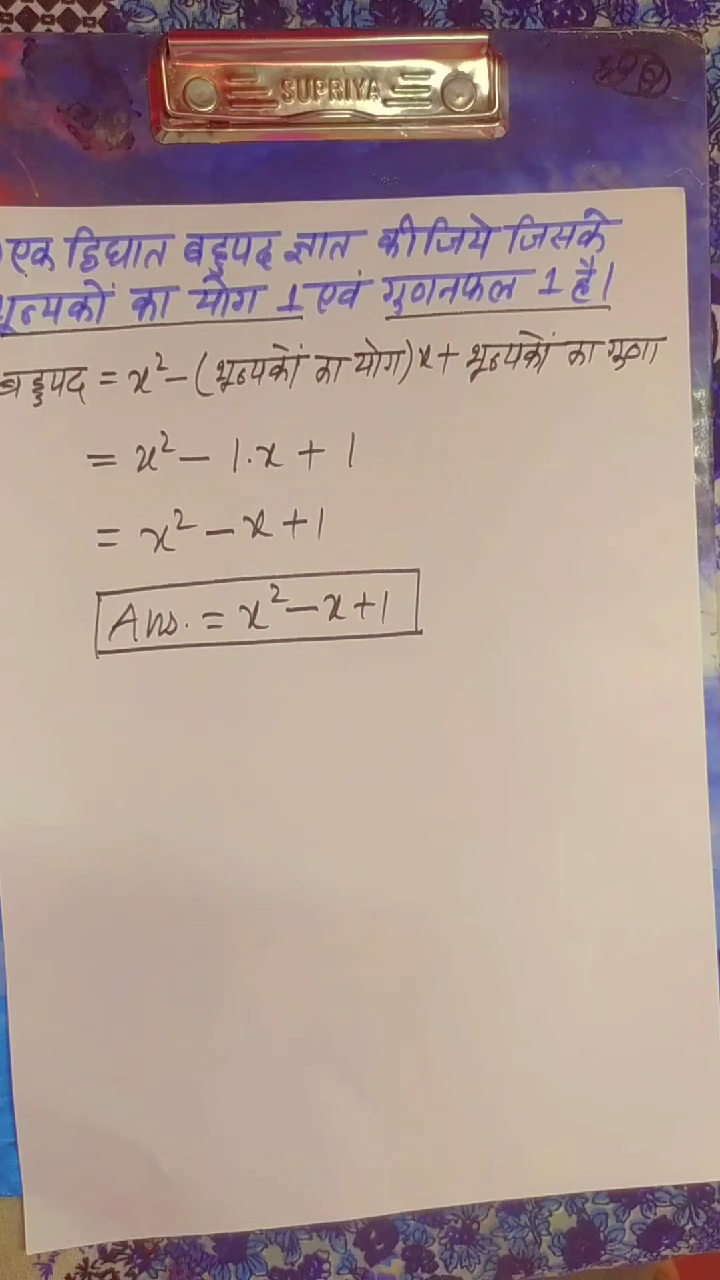 SUPRIYA
एक द्विघात बहुपद ज्ञात कीजिये जिसके
शून्यकों का योग 1 एवं गुणनफल 1 है।
बहुपद = x² - (शून्यकों का योग)x + शून्यकों का गुणा
= x² - 1·x + 1
= x² - x + 1
Ans. = x² - x + 1